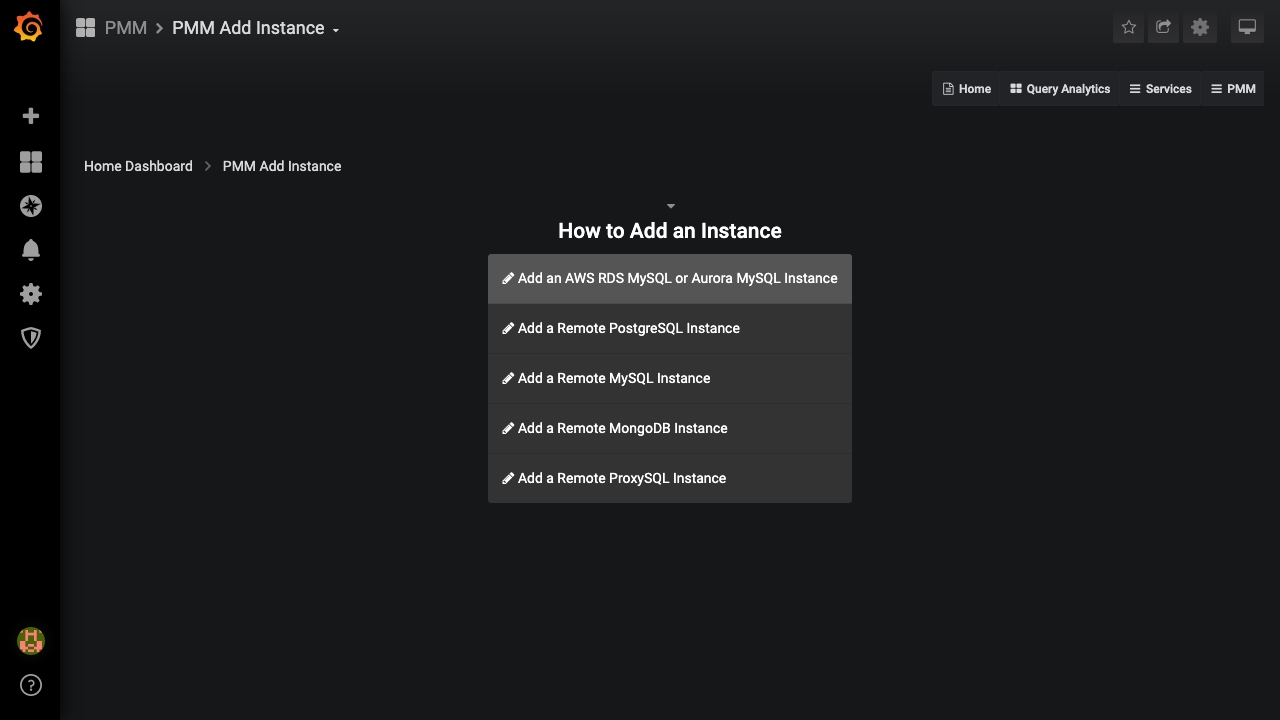 PMM > PMM Add Instance
Home Query Analytics Services PMM
Home Dashboard > PMM Add Instance
How to Add an Instance
Add an AWS RDS MySQL or Aurora MySQL Instance
Add a Remote PostgreSQL Instance
Add a Remote MySQL Instance
Add a Remote MongoDB Instance
Add a Remote ProxySQL Instance